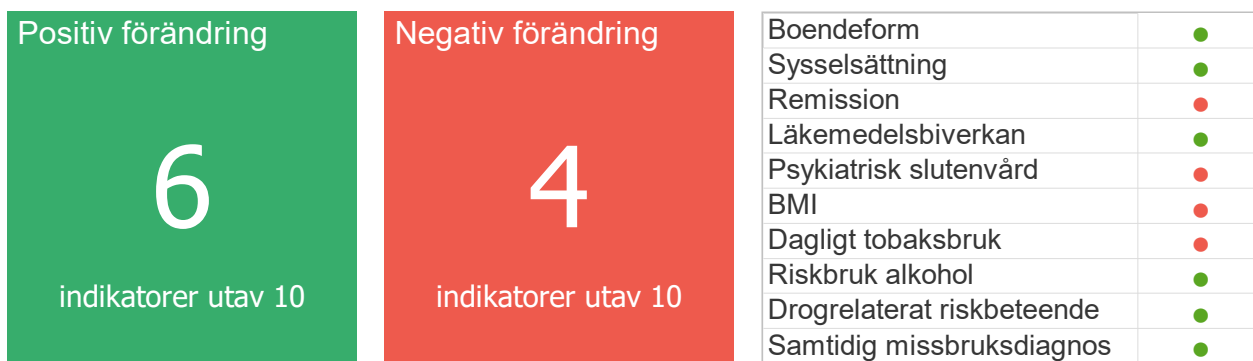 Positiv förändring
6
indikatorer utav 10
Negativ förändring
4
indikatorer utav 10
Boendeform
Sysselsättning
Remission
Läkemedelsbiverkan
Psykiatrisk slutenvård
BMI
Dagligt tobaksbruk
Riskbruk alkohol
Drogrelaterat riskbeteende
Samtidig missbruksdiagnos